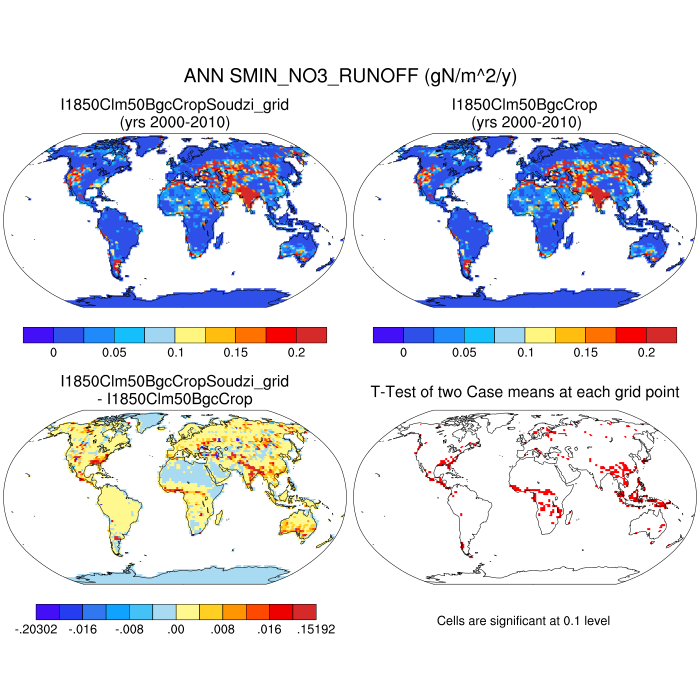 ANN SMIN_NO3_RUNOFF (gN/m^2/y)
I1850Clm50BgcCropSoudzi_grid
(yrs 2000-2010)
I1850Clm50BgcCrop
(yrs 2000-2010)
0 0.05 0.1 0.15 0.2
0 0.05 0.1 0.15 0.2
I1850Clm50BgcCropSoudzi_grid
- I1850Clm50BgcCrop
T-Test of two Case means at each grid point
-.20302 -.016 -.008 .00 .008 .016 .15192
Cells are significant at 0.1 level